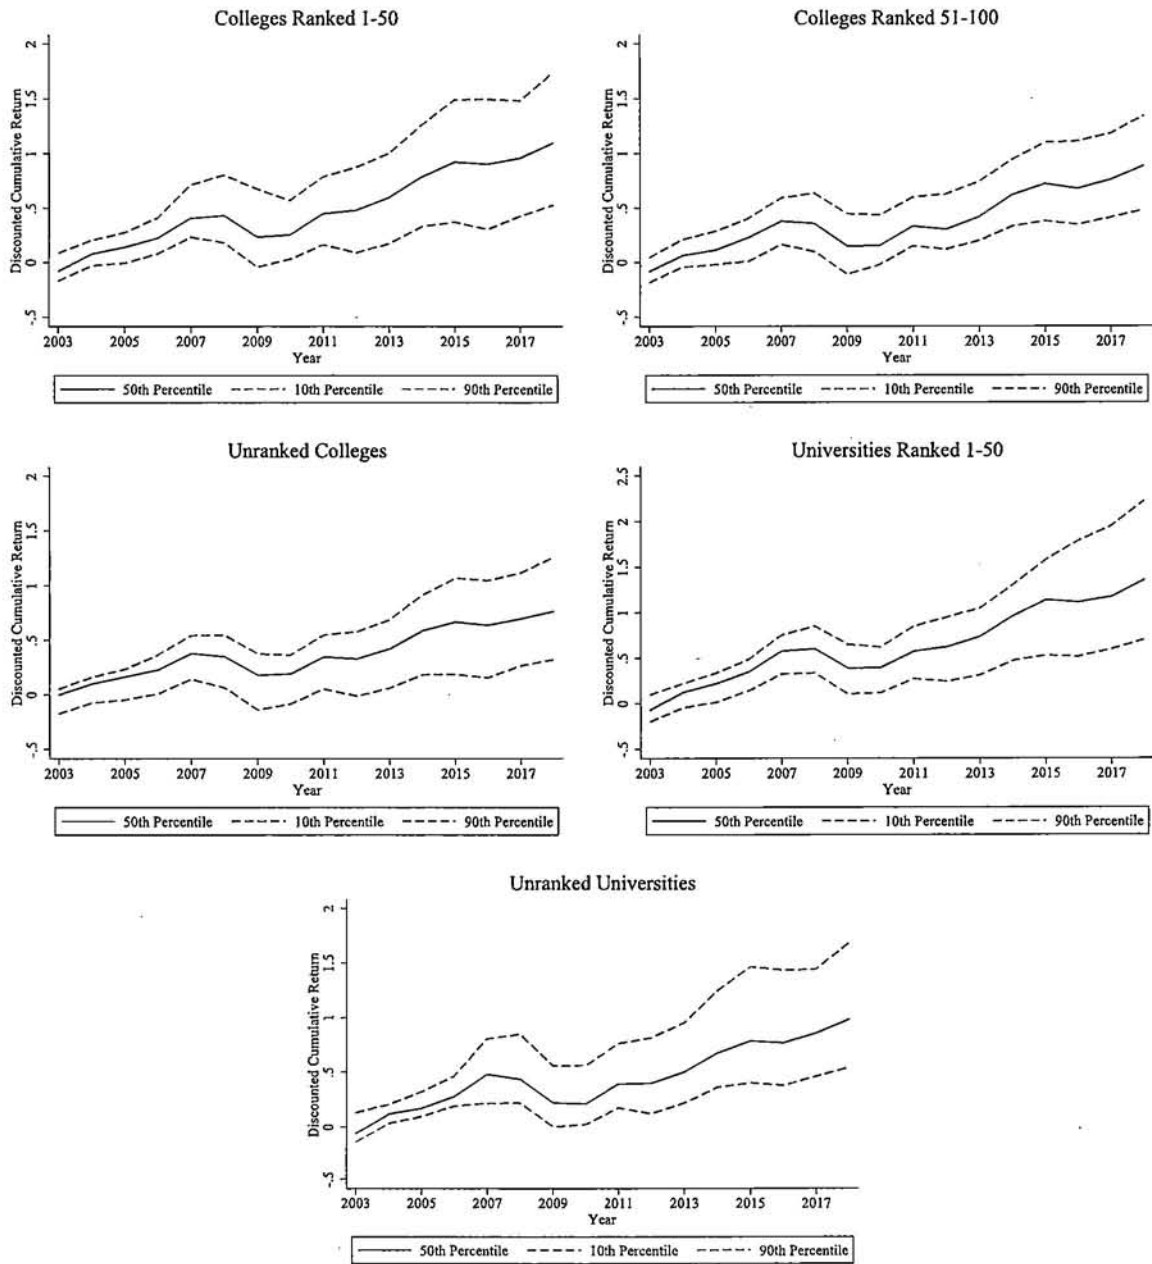 Colleges Ranked 1-50
Discounted Cumulative Return
2
1.5
1
.5
0
-.5
2003 2005 2007 2009 2011 2013 2015 2017
Year
50th Percentile 10th Percentile 90th Percentile
Colleges Ranked 51-100
Discounted Cumulative Return
2
1.5
1
.5
0
-.5
2003 2005 2007 2009 2011 2013 2015 2017
Year
50th Percentile 10th Percentile 90th Percentile
Unranked Colleges
Discounted Cumulative Return
2
1.5
1
.5
0
-.5
2003 2005 2007 2009 2011 2013 2015 2017
Year
50th Percentile 10th Percentile 90th Percentile
Universities Ranked 1-50
Discounted Cumulative Return
2.5
2
1.5
1
.5
0
-.5
2003 2005 2007 2009 2011 2013 2015 2017
Year
50th Percentile 10th Percentile 90th Percentile
Unranked Universities
Discounted Cumulative Return
2
1.5
1
.5
0
-.5
2003 2005 2007 2009 2011 2013 2015 2017
Year
50th Percentile 10th Percentile 90th Percentile